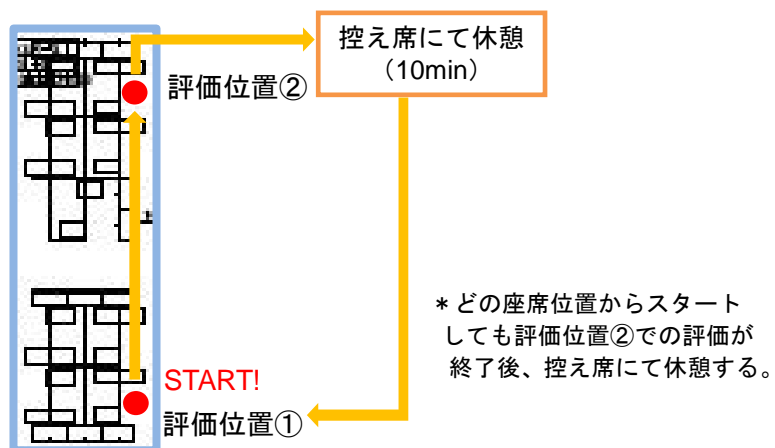 控え席にて休憩
（10min）
評価位置②
START!
評価位置①
＊どの座席位置からスタート
しても評価位置②での評価が
終了後、控え席にて休憩する。